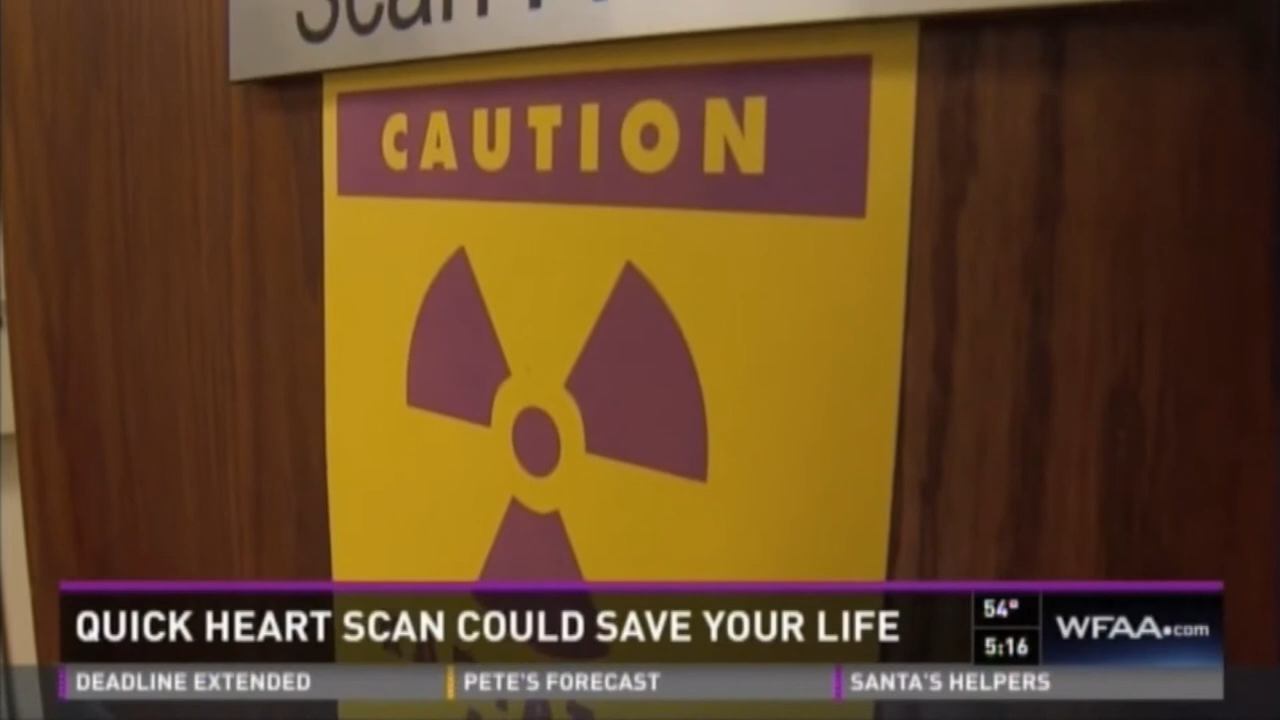 Scan
CAUTION
QUICK HEART SCAN COULD SAVE YOUR LIFE
54°
5:16
WFAA.com
DEADLINE EXTENDED
PETE'S FORECAST
SANTA'S HELPERS